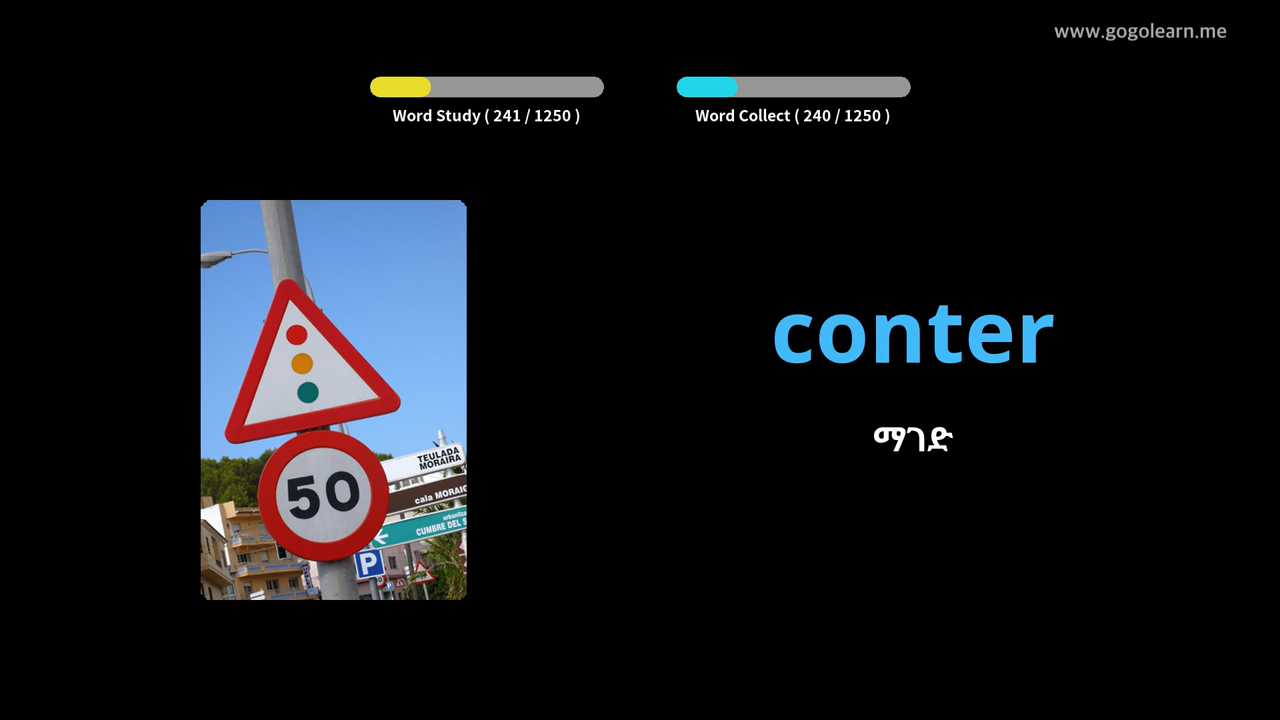 www.gogolearn.me
Word Study ( 241 / 1250 )
Word Collect ( 240 / 1250 )
conter
ማገድ
50
TEULADA
MORAIRA
cala MORAIG
CUMBRE DEL S
P